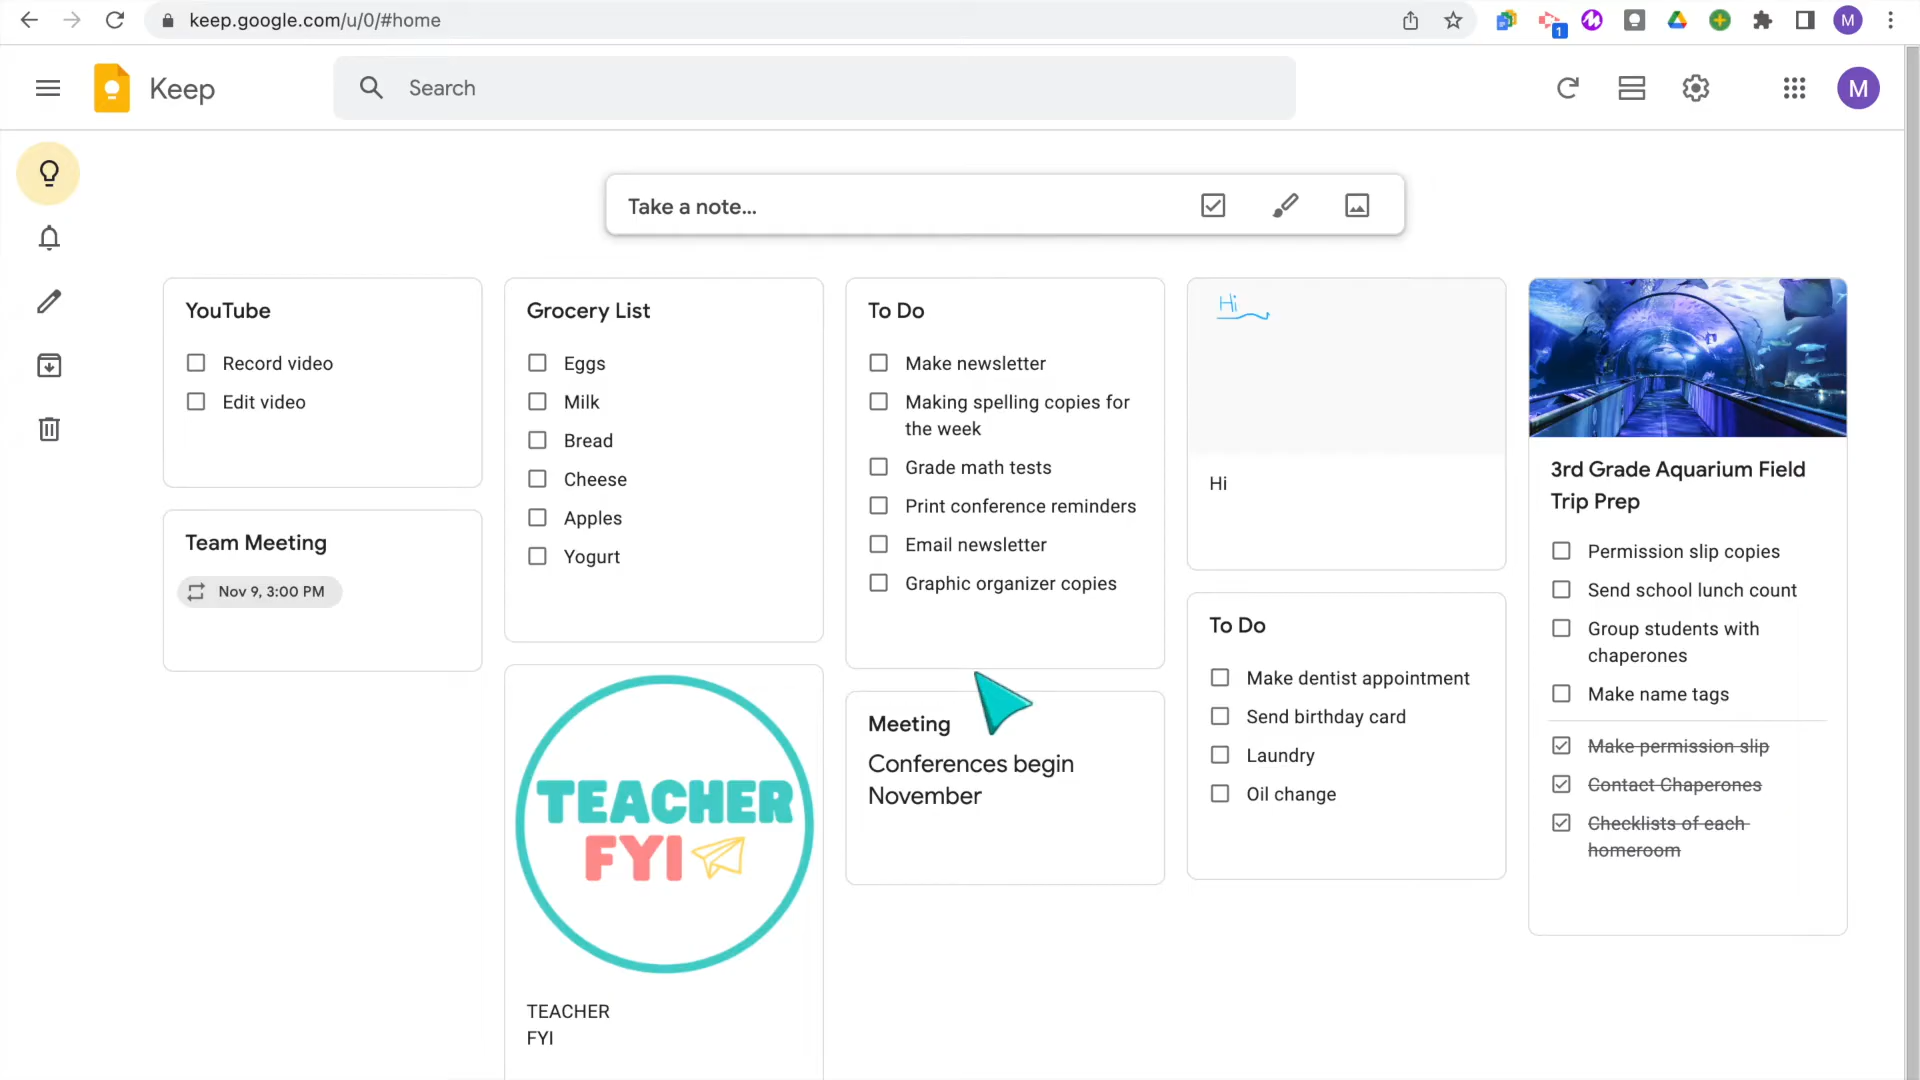 keep.google.com/u/0/#home
1
M
Keep
Search
M
Take a note...
YouTube
Record video
Edit video
Team Meeting
Nov 9, 3:00 PM
Grocery List
Eggs
Milk
Bread
Cheese
Apples
Yogurt
TEACHER
FYI
TEACHER
FYI
To Do
Make newsletter
Making spelling copies for
the week
Grade math tests
Print conference reminders
Email newsletter
Graphic organizer copies
Meeting
Conferences begin
November
Hi
Hi
To Do
Make dentist appointment
Send birthday card
Laundry
Oil change
3rd Grade Aquarium Field
Trip Prep
Permission slip copies
Send school lunch count
Group students with
chaperones
Make name tags
Make permission slip
Contact Chaperones
Checklists of each
homeroom